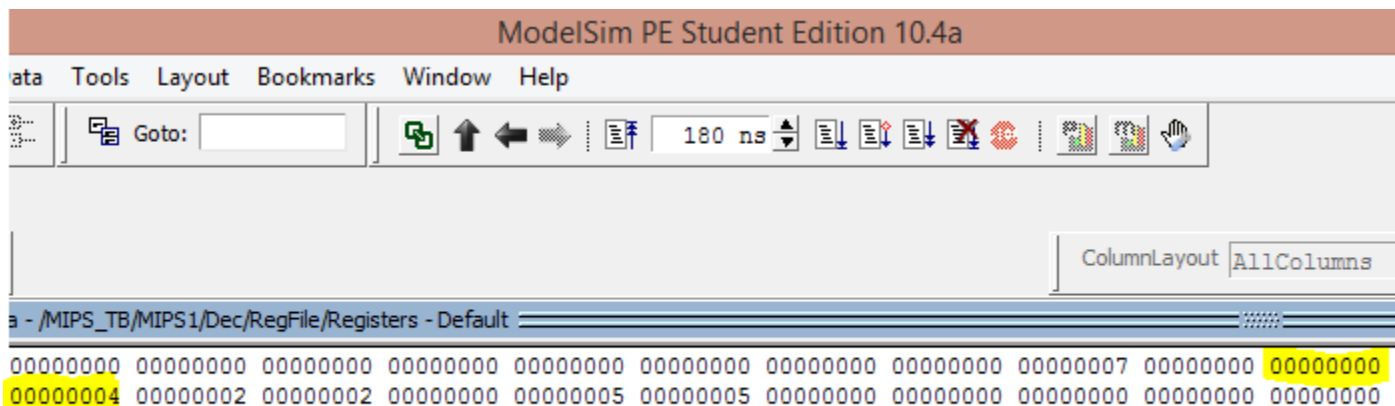 ModelSim PE Student Edition 10.4a
ata Tools Layout Bookmarks Window Help
Goto:
180 ns
ColumnLayout AllColumns
a - /MIPS_TB/MIPS1/Dec/RegFile/Registers - Default
00000000 00000000 00000000 00000000 00000000 00000000 00000000 00000000 00000007 00000000 00000000
00000004 00000002 00000002 00000000 00000005 00000005 00000000 00000000 00000000 00000000 00000000